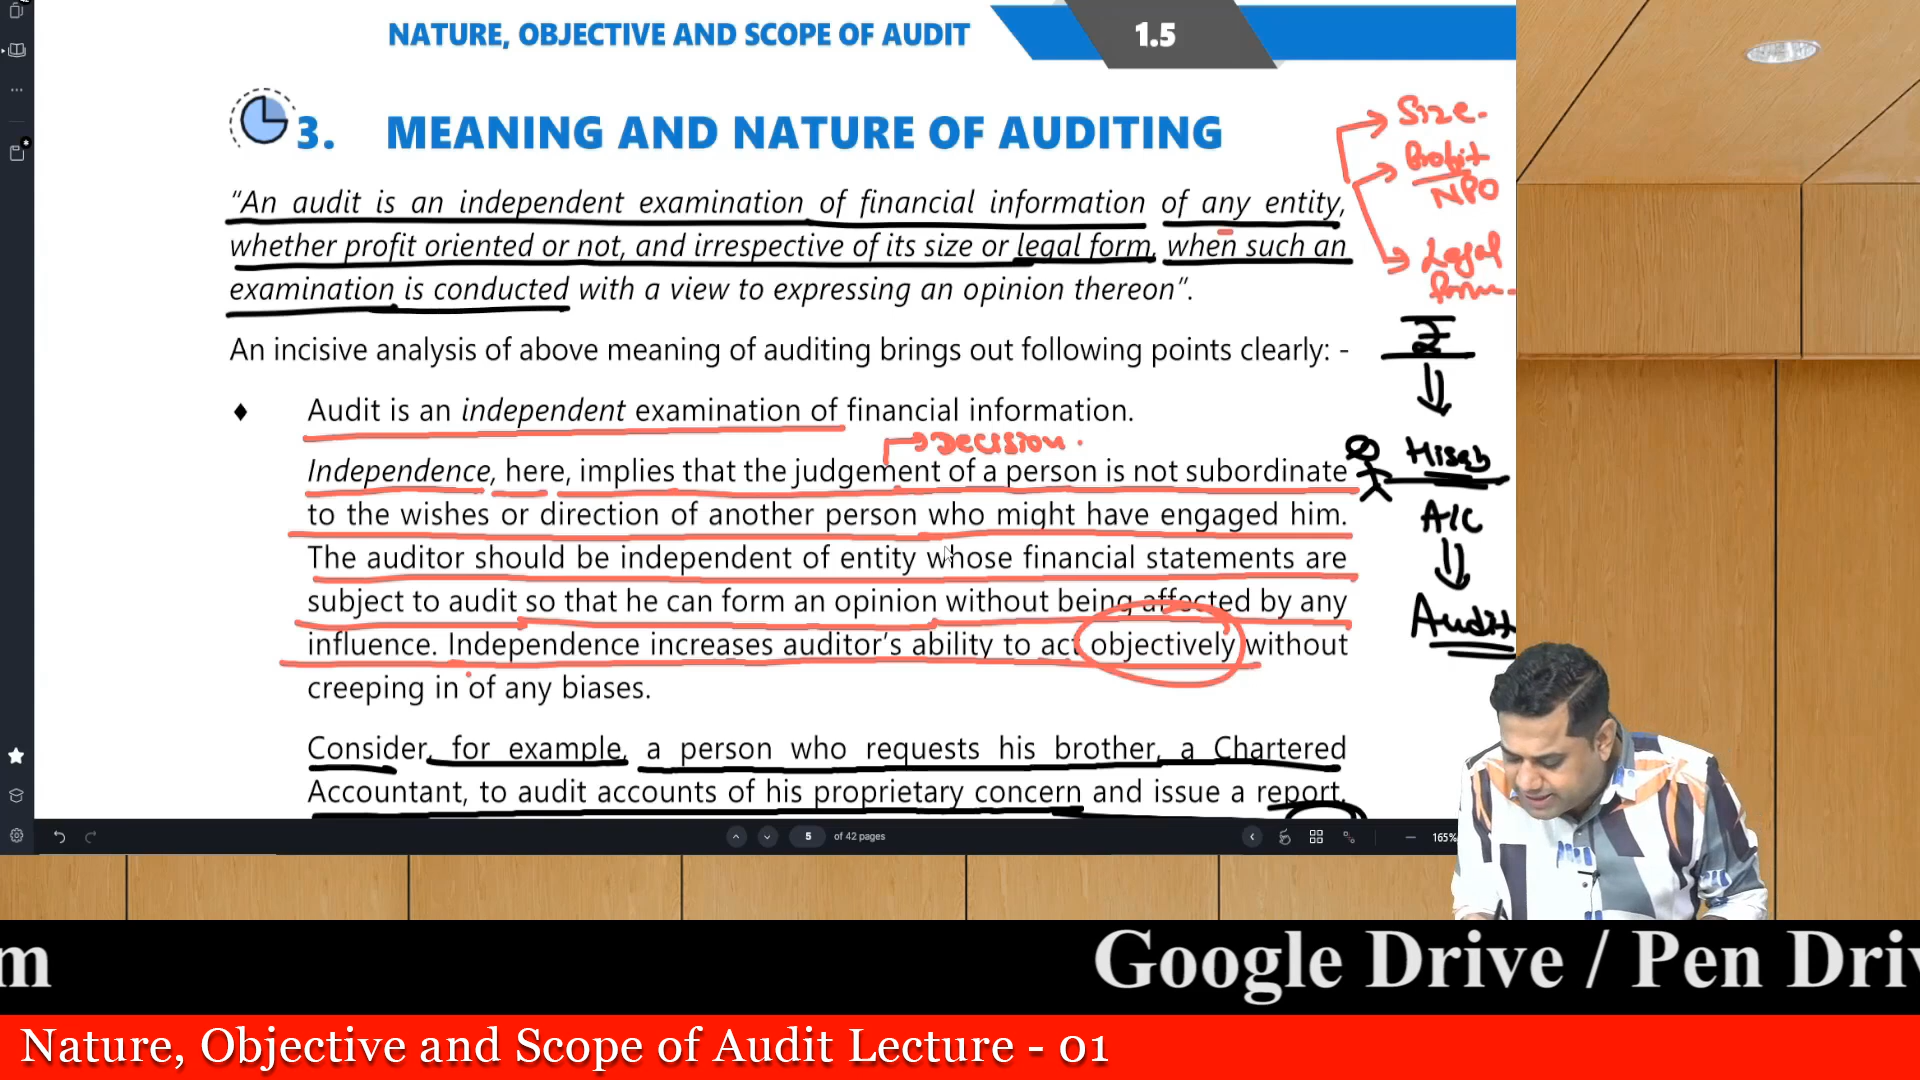 NATURE, OBJECTIVE AND SCOPE OF AUDIT
1.5
3. MEANING AND NATURE OF AUDITING
“An audit is an independent examination of financial information of any entity,
whether profit oriented or not, and irrespective of its size or legal form, when such an
examination is conducted with a view to expressing an opinion thereon”.
An incisive analysis of above meaning of auditing brings out following points clearly: -
♦ Audit is an independent examination of financial information.
Decision.
Independence, here, implies that the judgement of a person is not subordinate
to the wishes or direction of another person who might have engaged him.
The auditor should be independent of entity whose financial statements are
subject to audit so that he can form an opinion without being affected by any
influence. Independence increases auditor’s ability to act objectively without
creeping in of any biases.
Consider, for example, a person who requests his brother, a Chartered
Accountant, to audit accounts of his proprietary concern and issue a report.
Size.
Profit
NPO
Legal
form.
₹
Hisab
A/C
Audit
5 of 42 pages
165%
m
Google Drive / Pen Driv
Nature, Objective and Scope of Audit Lecture - 01